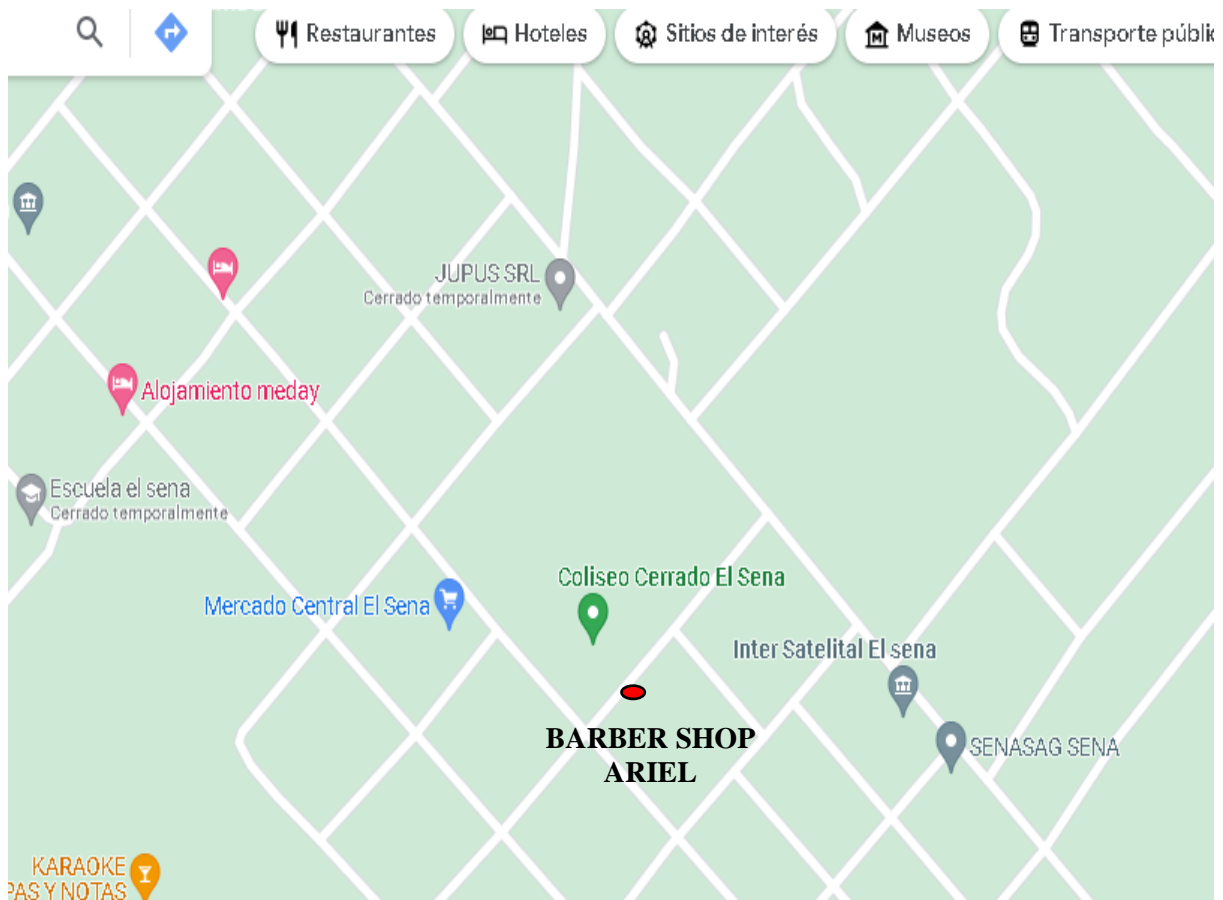 Restaurantes
Hoteles
Sitios de interés
Museos
Transporte públic
JUPUS SRL
Cerrado temporalmente
Alojamiento meday
Escuela el sena
Cerrado temporalmente
Coliseo Cerrado El Sena
Mercado Central El Sena
Inter Satelital El sena
BARBER SHOP
ARIEL
SENASAG SENA
KARAOKE
PAS Y NOTAS